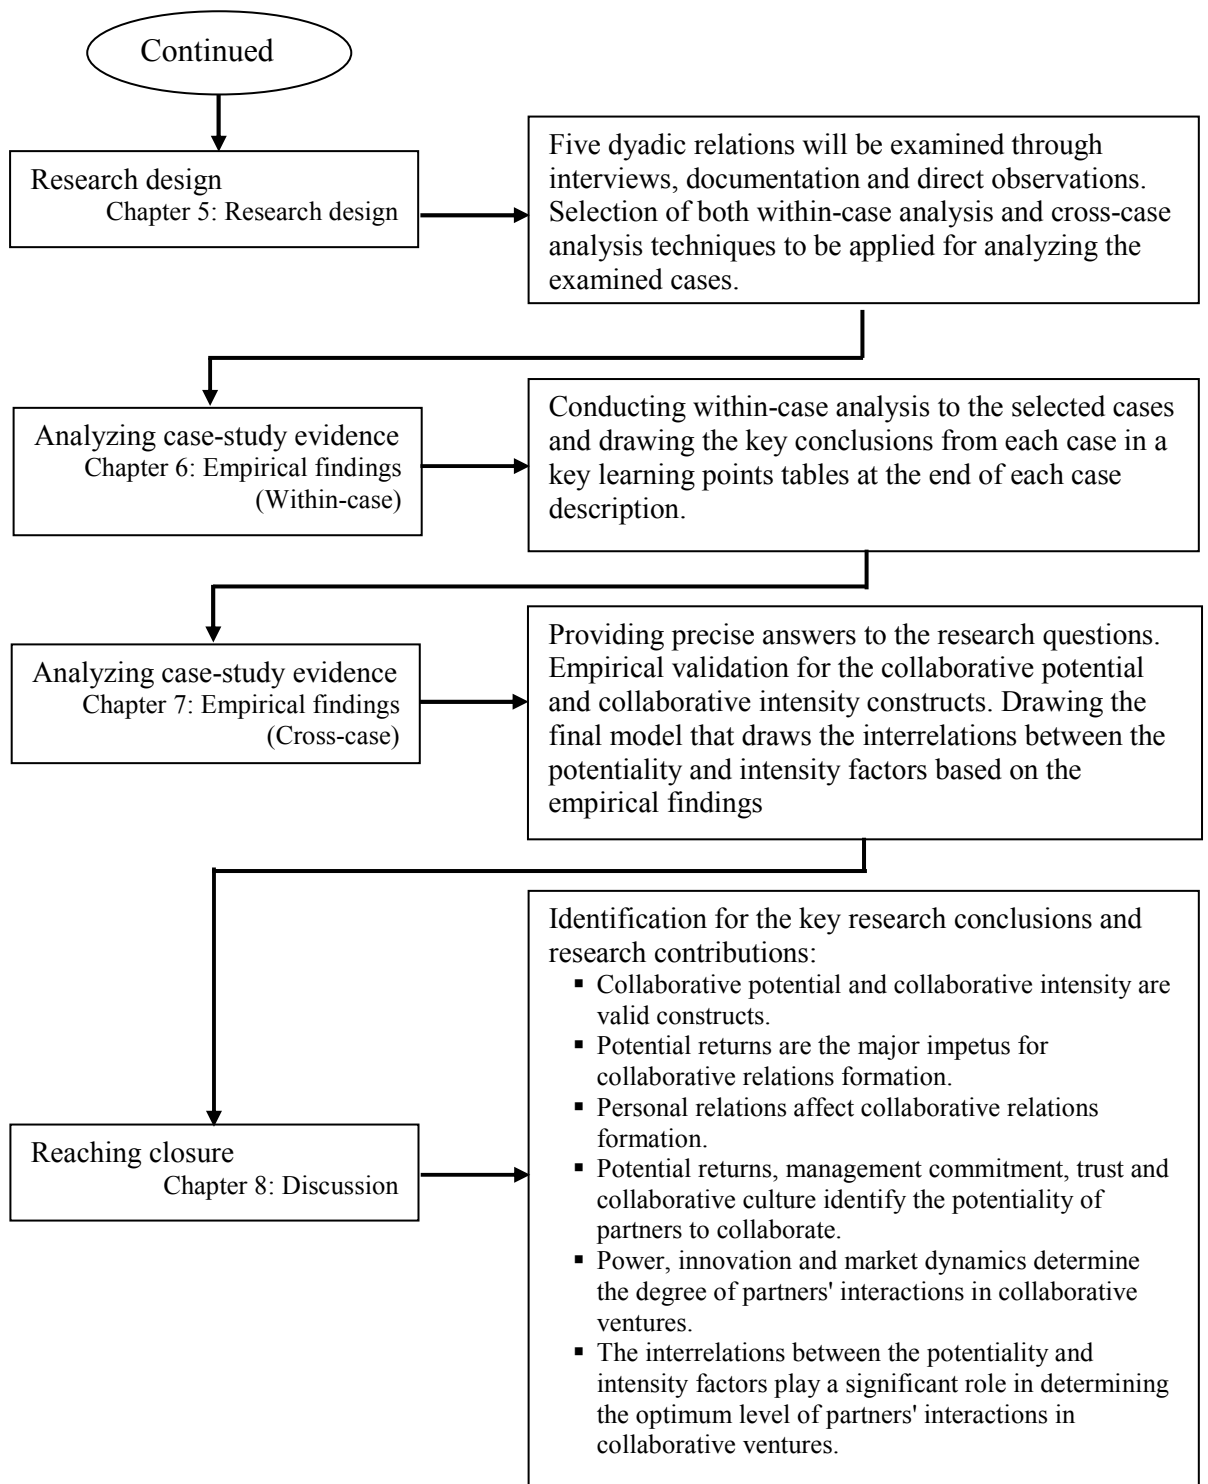 Continued
Research design
Chapter 5: Research design
Five dyadic relations will be examined through
interviews, documentation and direct observations.
Selection of both within-case analysis and cross-case
analysis techniques to be applied for analyzing the
examined cases.
Analyzing case-study evidence
Chapter 6: Empirical findings
(Within-case)
Conducting within-case analysis to the selected cases
and drawing the key conclusions from each case in a
key learning points tables at the end of each case
description.
Analyzing case-study evidence
Chapter 7: Empirical findings
(Cross-case)
Providing precise answers to the research questions.
Empirical validation for the collaborative potential
and collaborative intensity constructs. Drawing the
final model that draws the interrelations between the
potentiality and intensity factors based on the
empirical findings
Reaching closure
Chapter 8: Discussion
Identification for the key research conclusions and
research contributions:
▪ Collaborative potential and collaborative intensity are
valid constructs.
▪ Potential returns are the major impetus for
collaborative relations formation.
▪ Personal relations affect collaborative relations
formation.
▪ Potential returns, management commitment, trust and
collaborative culture identify the potentiality of
partners to collaborate.
▪ Power, innovation and market dynamics determine
the degree of partners' interactions in collaborative
ventures.
▪ The interrelations between the potentiality and
intensity factors play a significant role in determining
the optimum level of partners' interactions in
collaborative ventures.